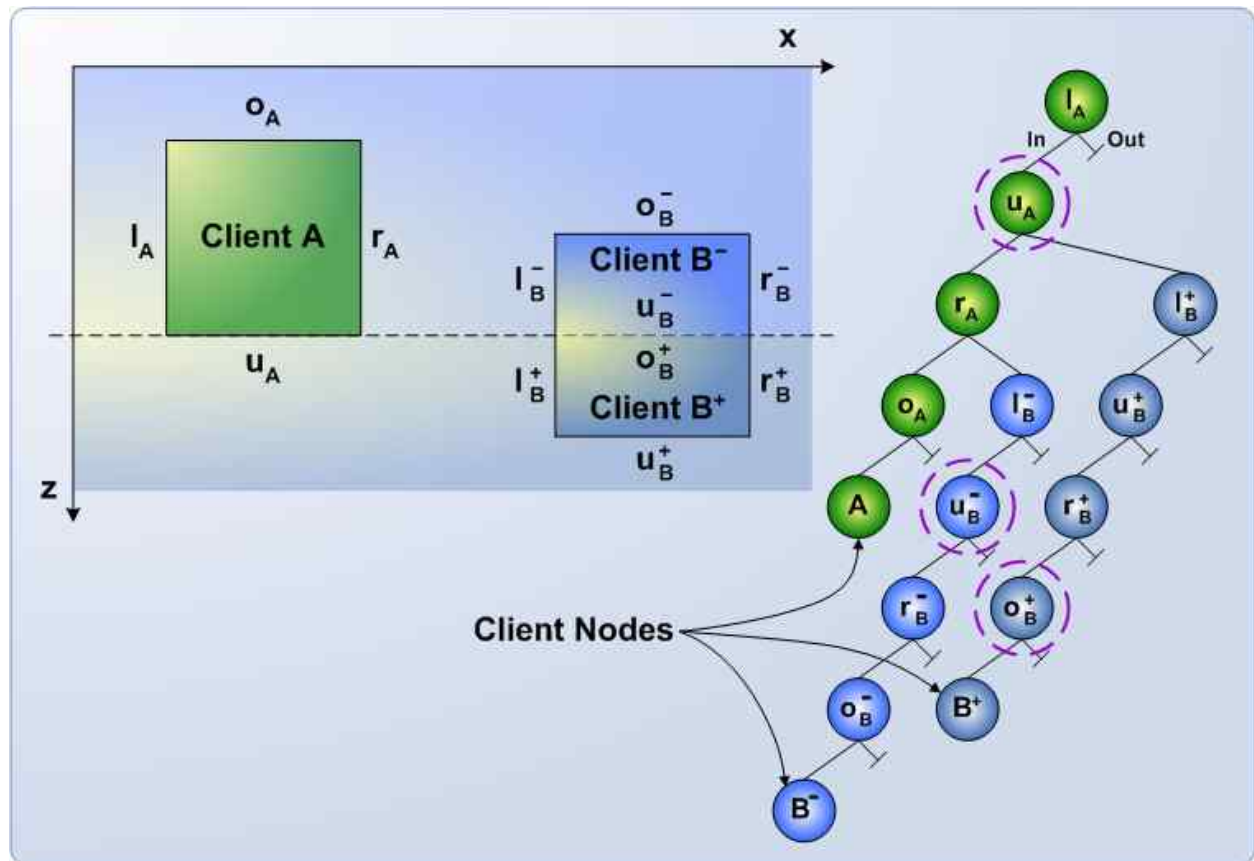 x
o_A
l_A
Client A
r_A
u_A
o_B^−
Client B^−
l_B^−
u_B^−
r_B^−
o_B^+
l_B^+
r_B^+
Client B^+
u_B^+
z
l_A
In
Out
u_A
r_A
l_B^+
o_A
l_B^−
u_B^+
A
u_B^−
r_B^+
Client Nodes
r_B^−
o_B^+
o_B^−
B^+
B^−